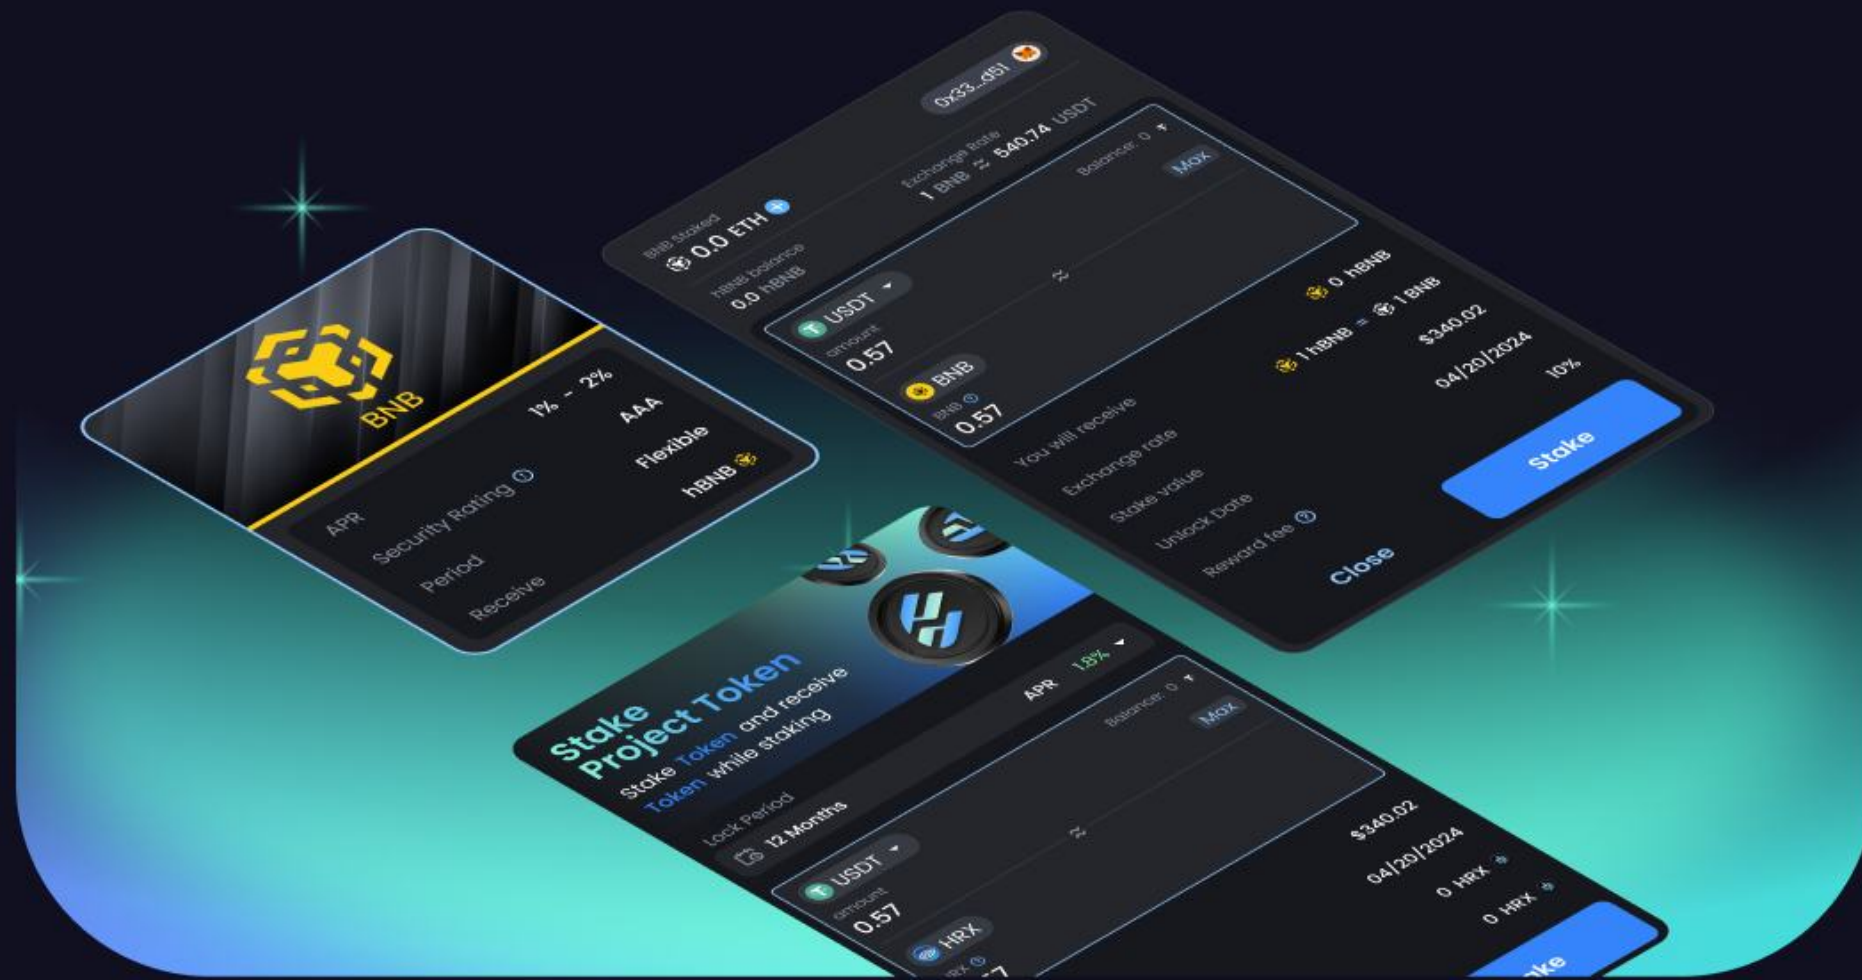 BNB
APR 1% - 2%
Security Rating AAA
Period Flexible
Receive hBNB
0x33...d51
BNB Staked
0.0 ETH
hBNB balance
0.0 hBNB
Exchange Rate
1 BNB ≈ 540.74 USDT
USDT
Balance: 0
Max
amount
0.57
≈
BNB
BNB
0.57
You will receive 0 hBNB
Exchange rate 1 hBNB = 1 BNB
Stake value $340.02
Unlock Date 04/20/2024
Reward fee 10%
Close
Stake
Stake
Project Token
Stake Token and receive
Token while staking
Lock Period
12 Months
APR 1.8%
USDT
Balance: 0
Max
amount
0.57
≈
HRX
$340.02
04/20/2024
0 HRX
0 HRX